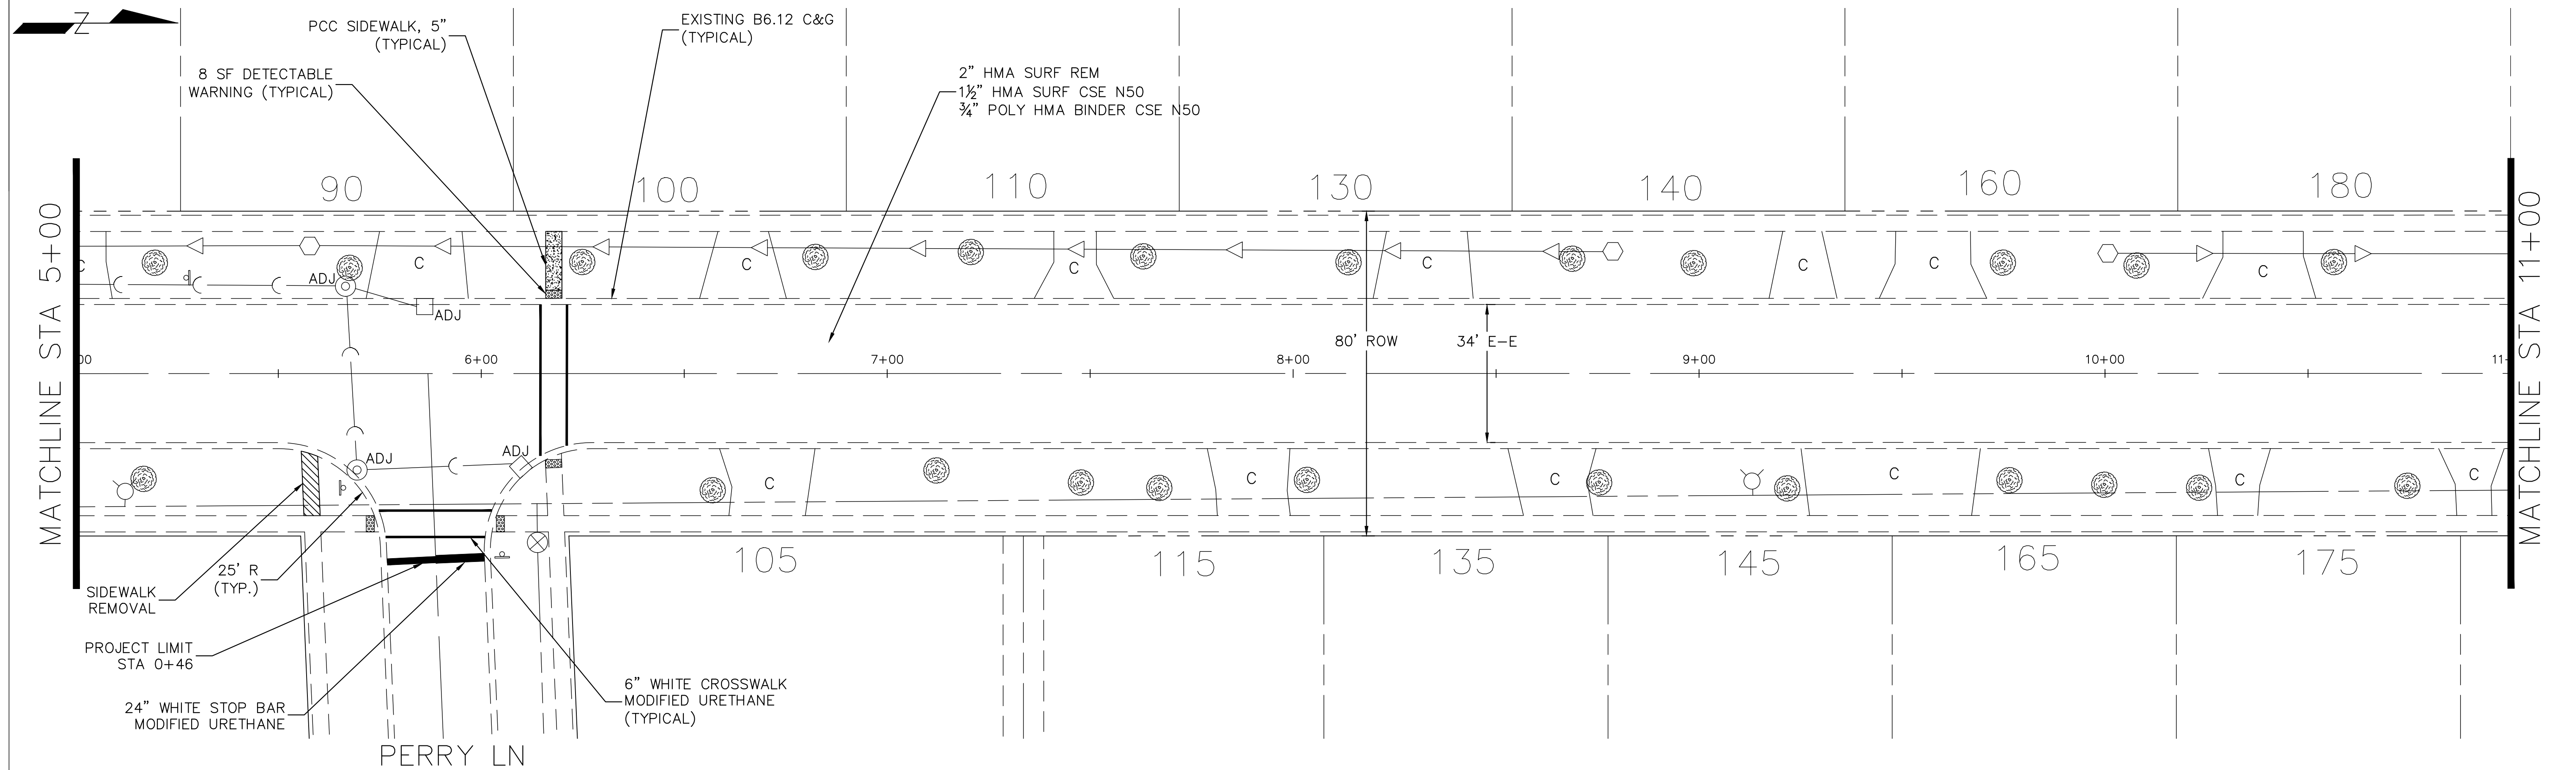 Z
PCC SIDEWALK, 5"
(TYPICAL)
EXISTING B6.12 C&G
(TYPICAL)
8 SF DETECTABLE
WARNING (TYPICAL)
2" HMA SURF REM
1½" HMA SURF CSE N50
¾" POLY HMA BINDER CSE N50
90
100
110
130
140
160
180
MATCHLINE STA 5+00
MATCHLINE STA 11+00
C
C
C
C
C
C
C
C
ADJ
ADJ
80' ROW
34' E-E
00
6+00
7+00
8+00
9+00
10+00
11
ADJ
ADJ
C
C
C
C
C
C
105
115
135
145
165
175
25' R
(TYP.)
SIDEWALK
REMOVAL
PROJECT LIMIT
STA 0+46
24" WHITE STOP BAR
MODIFIED URETHANE
6" WHITE CROSSWALK
MODIFIED URETHANE
(TYPICAL)
PERRY LN